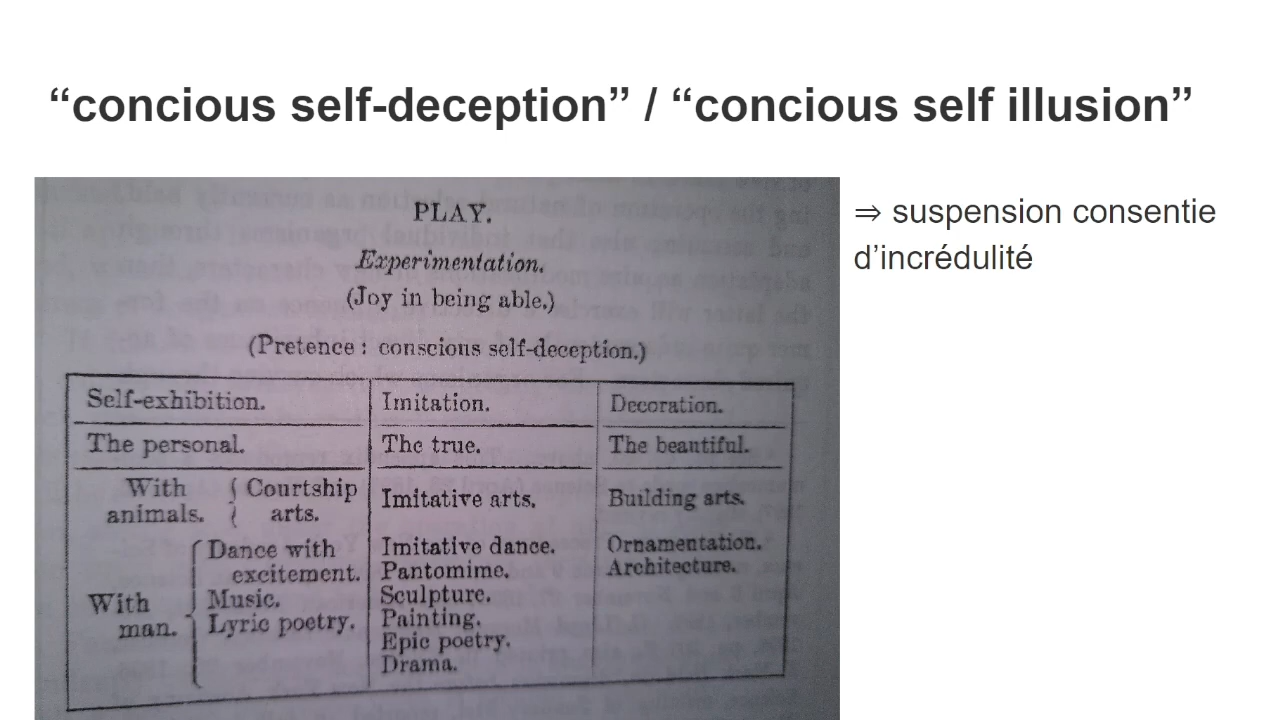 “concious self-deception” / “concious self illusion”
⇒ suspension consentie
d’incrédulité
PLAY.
Experimentation.
(Joy in being able.)
(Pretence : conscious self-deception.)
Self-exhibition. Imitation. Decoration.
The personal. The true. The beautiful.
With animals. { Courtship arts. Imitative arts. Building arts.
With man. { Dance with excitement. Imitative dance. Ornamentation.
Pantomime. Architecture.
Music. Sculpture.
Lyric poetry. Painting.
Epic poetry.
Drama.